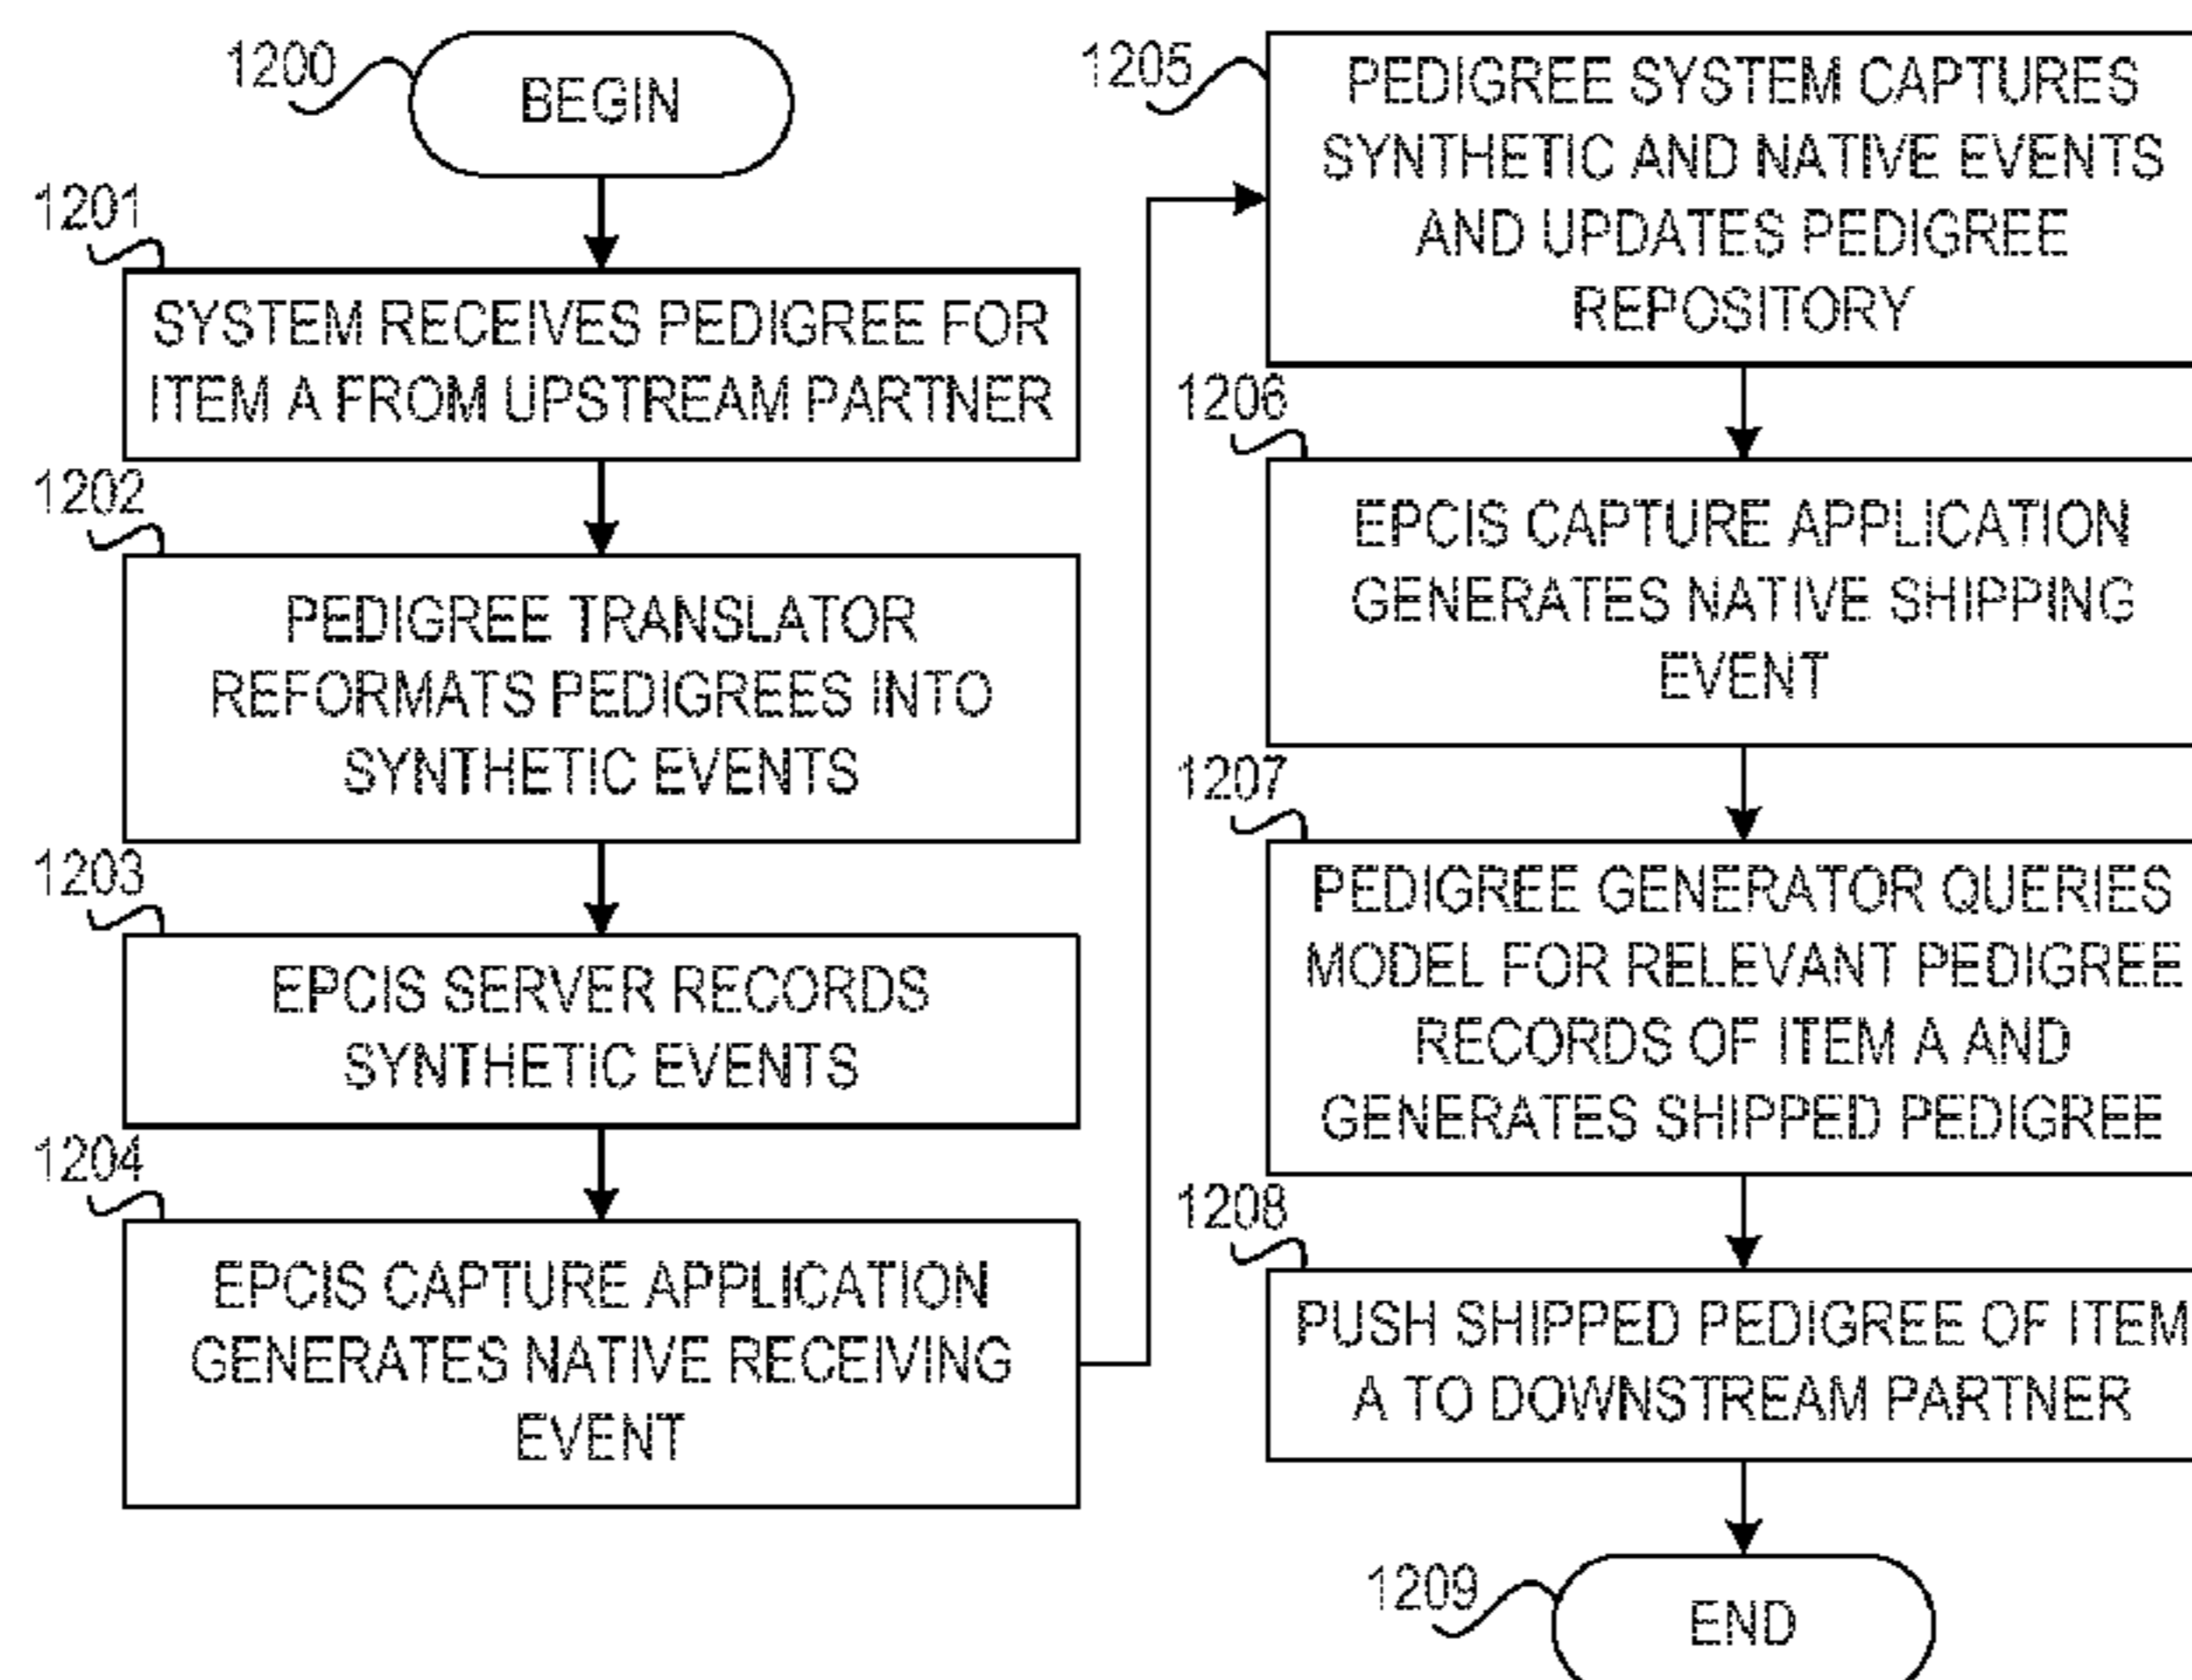 1200
BEGIN
1201
SYSTEM RECEIVES PEDIGREE FOR
ITEM A FROM UPSTREAM PARTNER
1202
PEDIGREE TRANSLATOR
REFORMATS PEDIGREES INTO
SYNTHETIC EVENTS
1203
EPCIS SERVER RECORDS
SYNTHETIC EVENTS
1204
EPCIS CAPTURE APPLICATION
GENERATES NATIVE RECEIVING
EVENT
1205
PEDIGREE SYSTEM CAPTURES
SYNTHETIC AND NATIVE EVENTS
AND UPDATES PEDIGREE
REPOSITORY
1206
EPCIS CAPTURE APPLICATION
GENERATES NATIVE SHIPPING
EVENT
1207
PEDIGREE GENERATOR QUERIES
MODEL FOR RELEVANT PEDIGREE
RECORDS OF ITEM A AND
GENERATES SHIPPED PEDIGREE
1208
PUSH SHIPPED PEDIGREE OF ITEM
A TO DOWNSTREAM PARTNER
1209
END